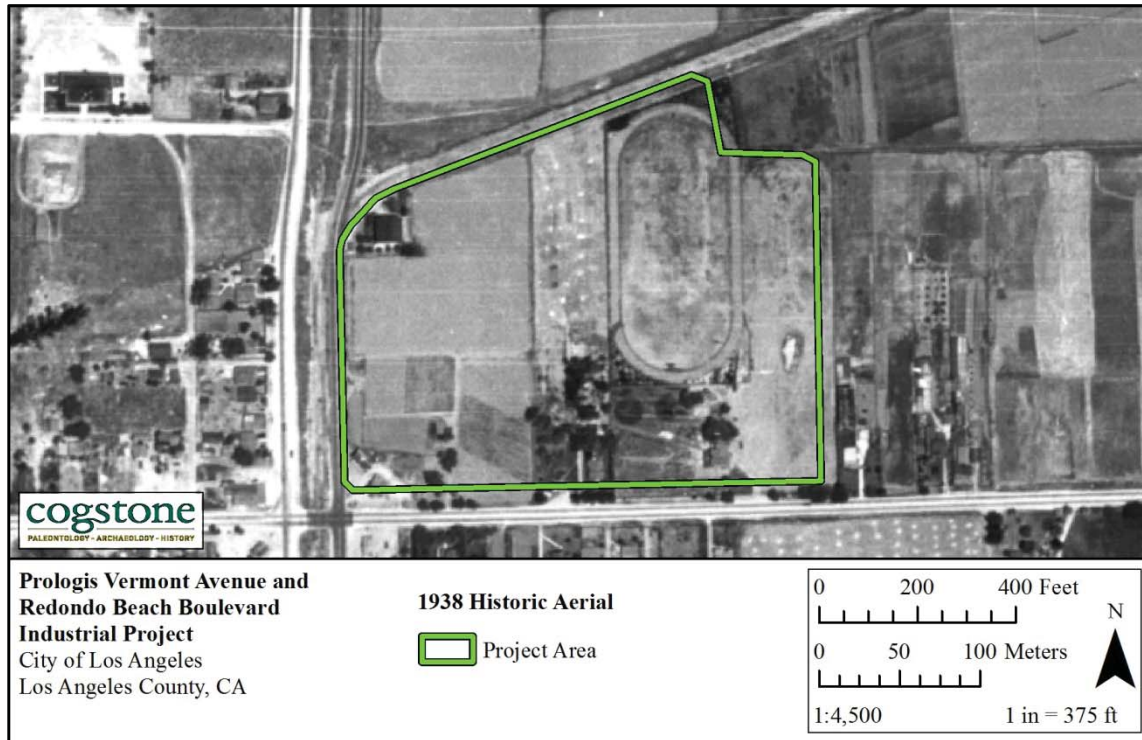 cogstone
PALEONTOLOGY - ARCHAEOLOGY - HISTORY
Prologis Vermont Avenue and
Redondo Beach Boulevard
Industrial Project
City of Los Angeles
Los Angeles County, CA
1938 Historic Aerial
Project Area
0 200 400 Feet
0 50 100 Meters
N
1:4,500 1 in = 375 ft